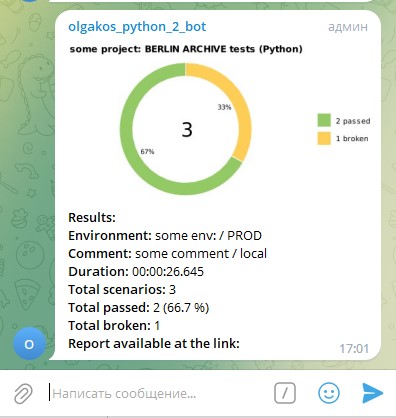 olgakos_python_2_bot
админ
some project: BERLIN ARCHIVE tests (Python)
33%
2 passed
3
1 broken
67%
Results:
Environment: some env: / PROD
Comment: some comment / local
Duration: 00:00:26.645
Total scenarios: 3
Total passed: 2 (66.7 %)
Total broken: 1
Report available at the link:
O
17:01
Написать сообщение...
/